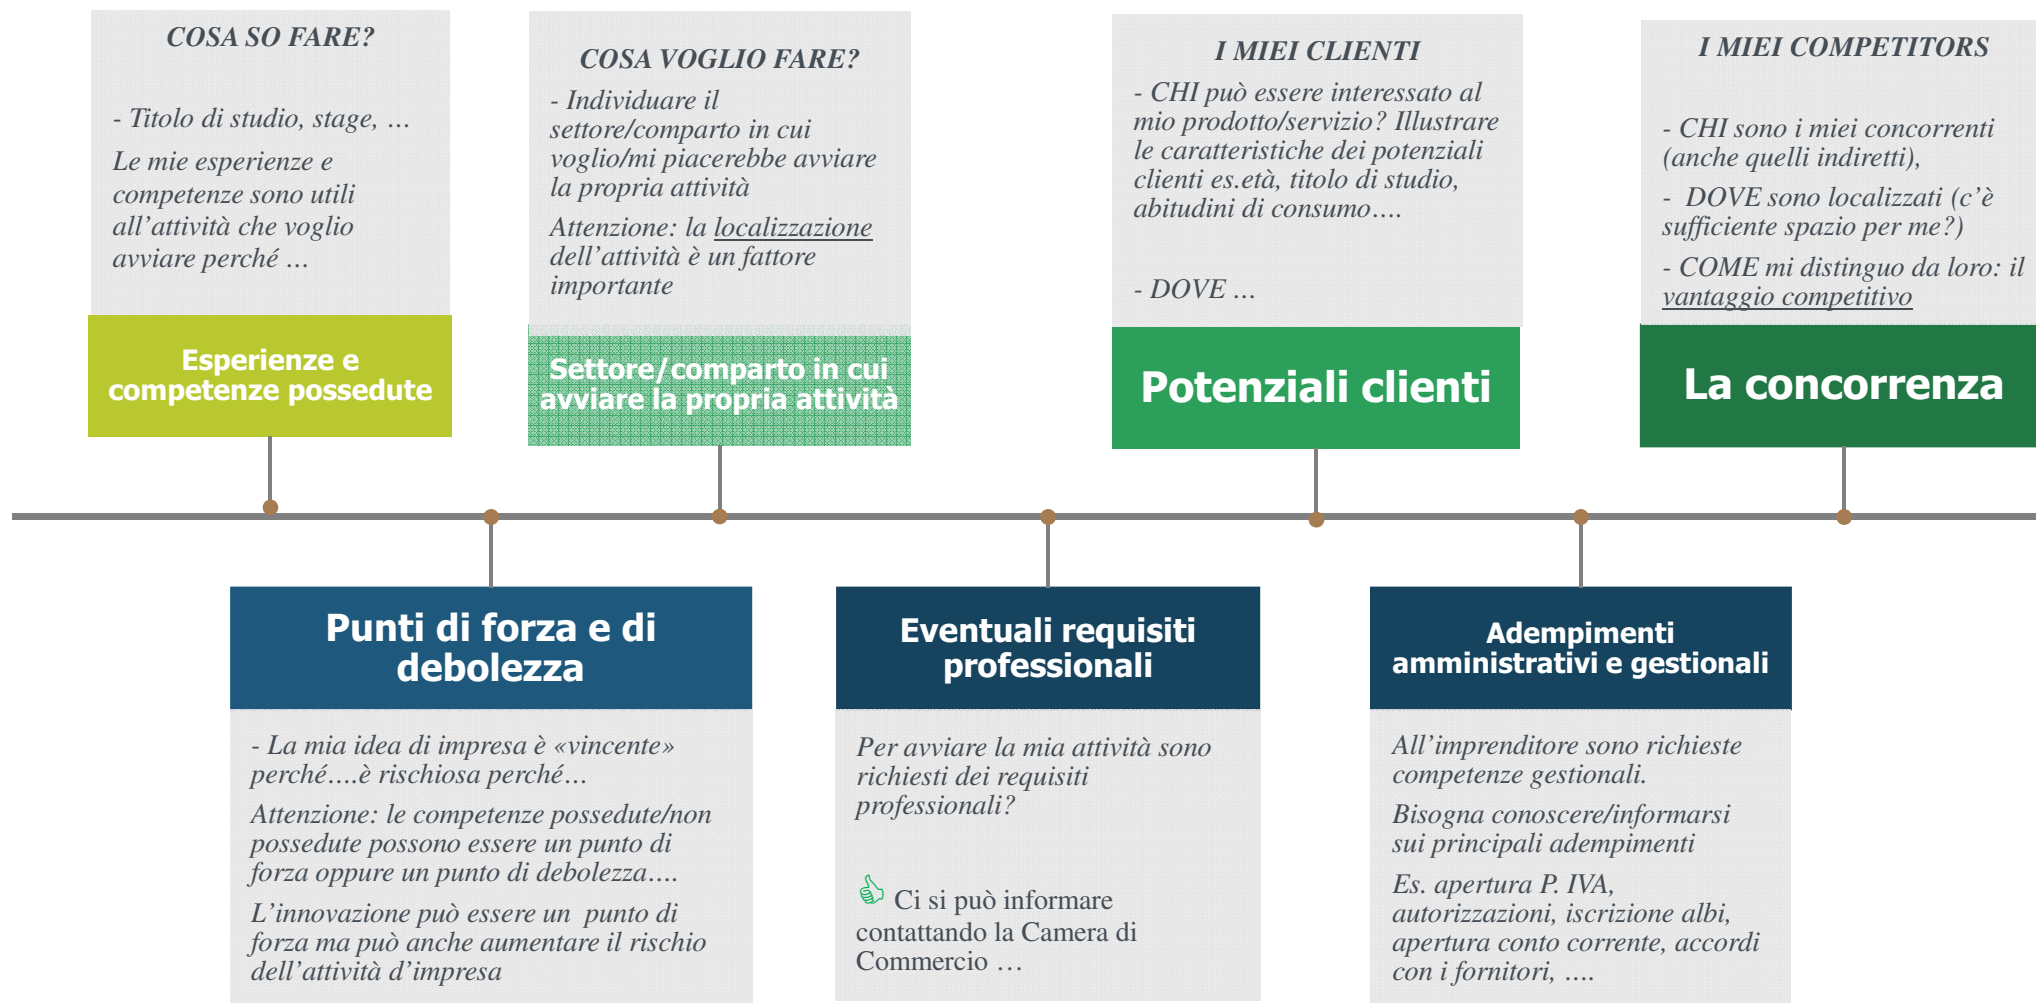 COSA SO FARE?
- Titolo di studio, stage, …
Le mie esperienze e
competenze sono utili
all’attività che voglio
avviare perché …
Esperienze e
competenze possedute
COSA VOGLIO FARE?
- Individuare il
settore/comparto in cui
voglio/mi piacerebbe avviare
la propria attività
Attenzione: la localizzazione
dell’attività è un fattore
importante
Settore/comparto in cui
avviare la propria attività
I MIEI CLIENTI
- CHI può essere interessato al
mio prodotto/servizio? Illustrare
le caratteristiche dei potenziali
clienti es.età, titolo di studio,
abitudini di consumo….
- DOVE …
Potenziali clienti
I MIEI COMPETITORS
- CHI sono i miei concorrenti
(anche quelli indiretti),
- DOVE sono localizzati (c’è
sufficiente spazio per me?)
- COME mi distinguo da loro: il
vantaggio competitivo
La concorrenza
Punti di forza e di
debolezza
- La mia idea di impresa è «vincente»
perché….è rischiosa perché…
Attenzione: le competenze possedute/non
possedute possono essere un punto di
forza oppure un punto di debolezza….
L’innovazione può essere un punto di
forza ma può anche aumentare il rischio
dell’attività d’impresa
Eventuali requisiti
professionali
Per avviare la mia attività sono
richiesti dei requisiti
professionali?
Ci si può informare
contattando la Camera di
Commercio …
Adempimenti
amministrativi e gestionali
All’imprenditore sono richieste
competenze gestionali.
Bisogna conoscere/informarsi
sui principali adempimenti
Es. apertura P. IVA,
autorizzazioni, iscrizione albi,
apertura conto corrente, accordi
con i fornitori, ….